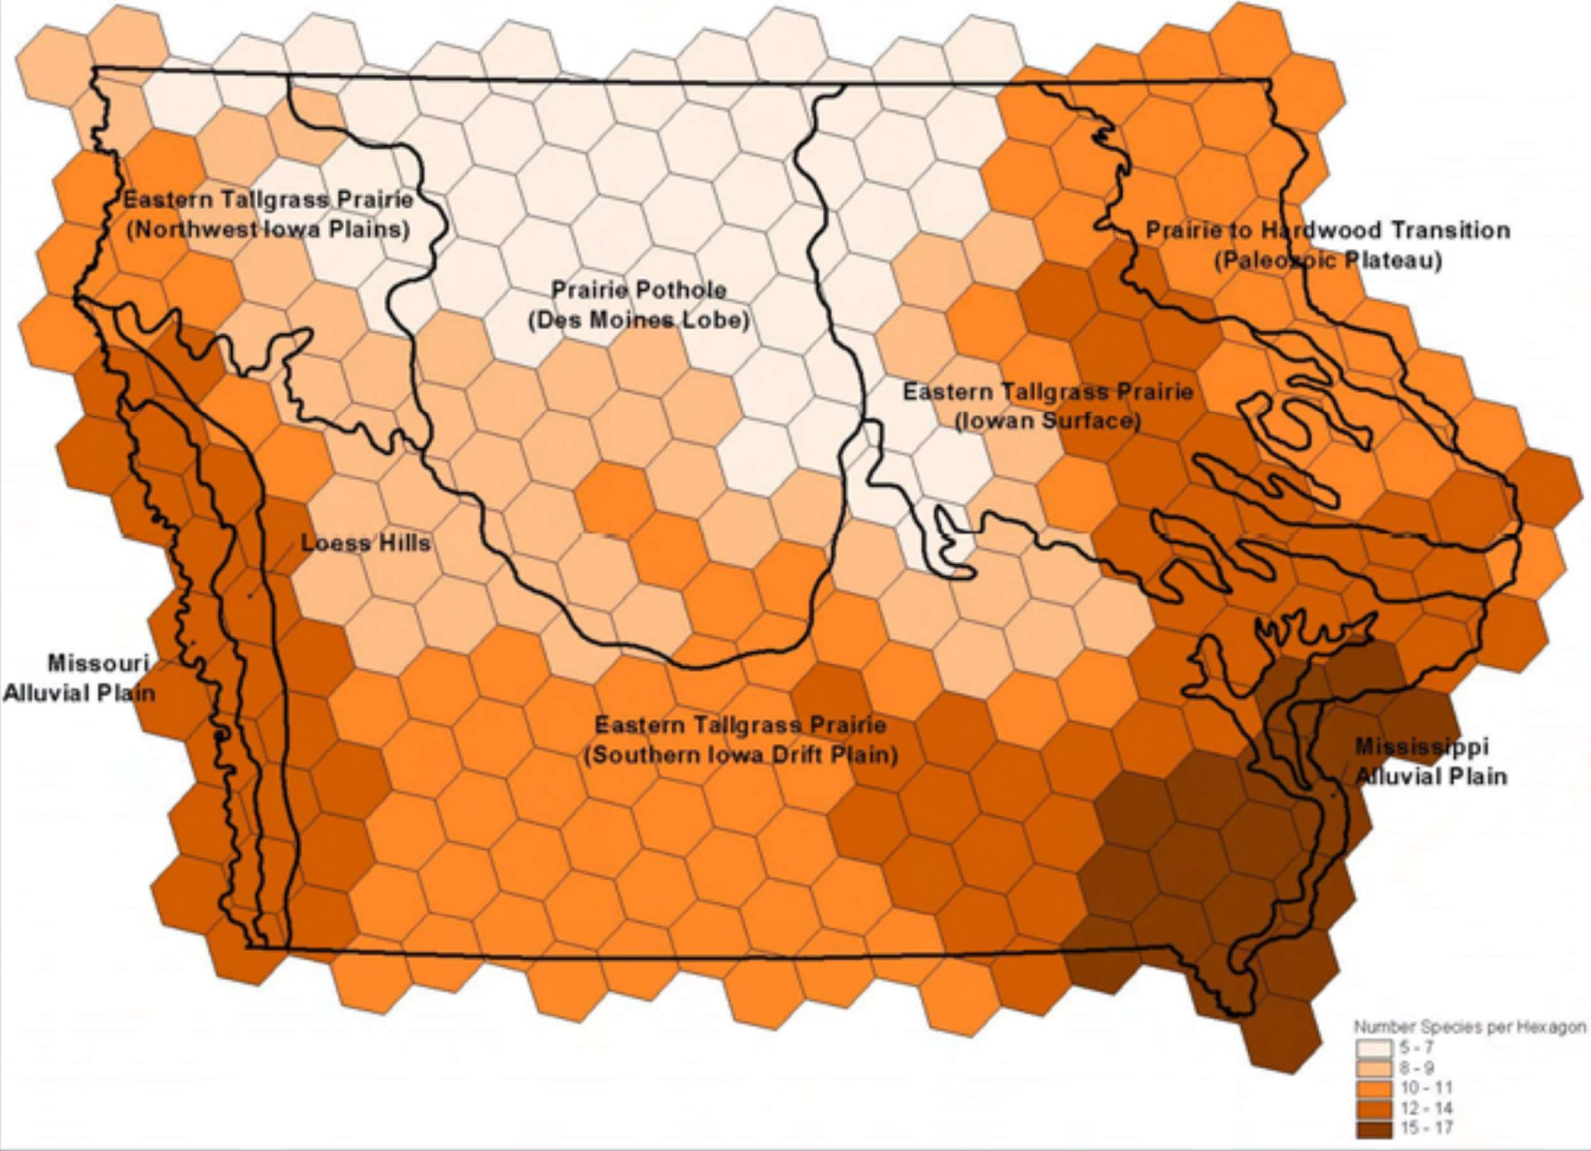 Eastern Tallgrass Prairie
(Northwest Iowa Plains)
Prairie to Hardwood Transition
(Paleozoic Plateau)
Prairie Pothole
(Des Moines Lobe)
Eastern Tallgrass Prairie
(Iowan Surface)
Loess Hills
Missouri
Alluvial Plain
Eastern Tallgrass Prairie
(Southern Iowa Drift Plain)
Mississippi
Alluvial Plain
Number Species per Hexagon
5 - 7
8 - 9
10 - 11
12 - 14
15 - 17